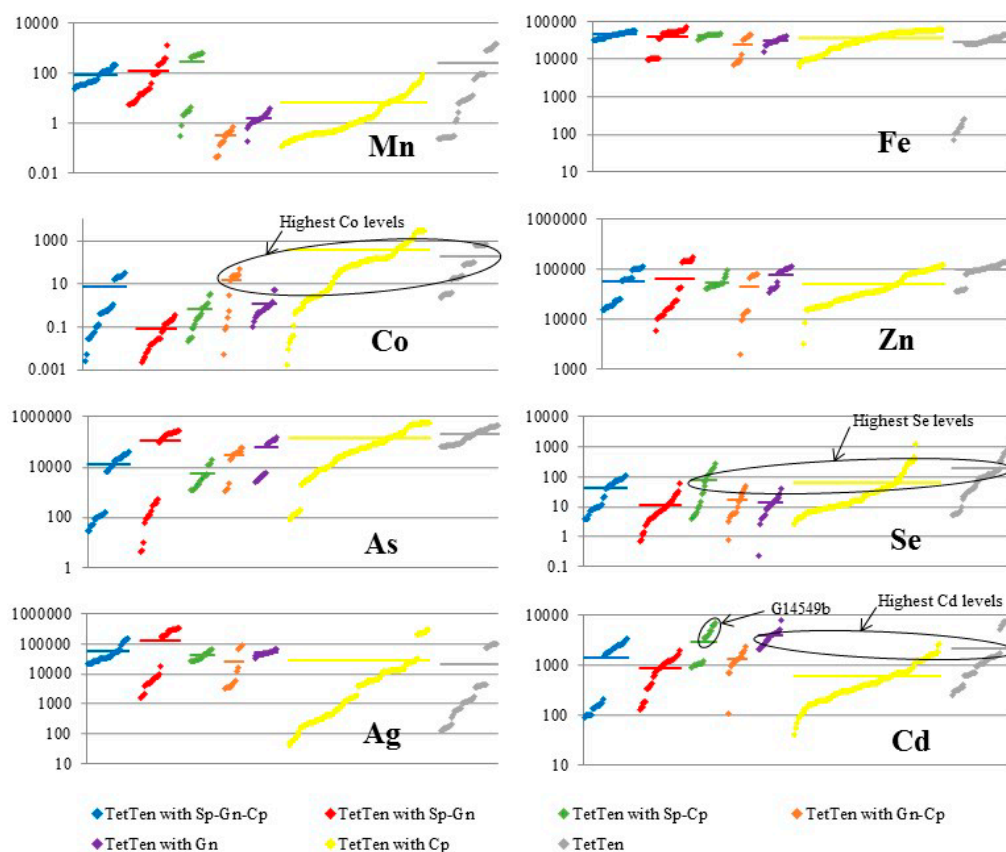 10000
100
1
0.01
Mn
100000
10000
1000
100
10
Fe
Highest Co levels
1000
10
0.1
0.001
Co
1000000
100000
10000
1000
Zn
1000000
10000
100
1
As
10000
1000
100
10
1
0.1
Highest Se levels
Se
1000000
100000
10000
1000
100
10
Ag
G14549b
Highest Cd levels
10000
1000
100
10
Cd
TetTen with Sp-Gn-Cp
TetTen with Sp-Gn
TetTen with Sp-Cp
TetTen with Gn-Cp
TetTen with Gn
TetTen with Cp
TetTen